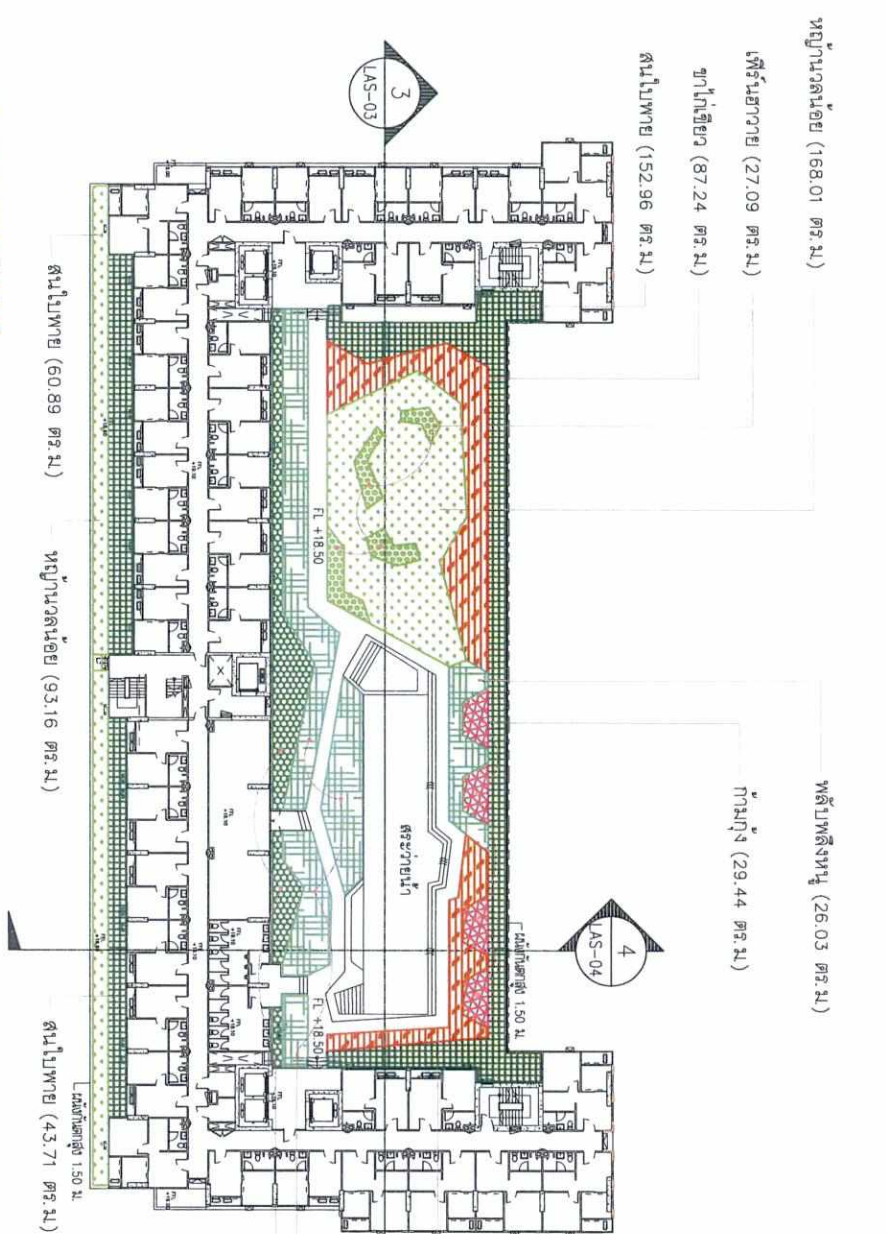 หญ้านวลน้อย (168.01 ตร.ม)
เฟิร์นฮาวาย (27.09 ตร.ม)
ขาไก่เขียว (87.24 ตร.ม)
สนใบพาย (152.96 ตร.ม)
พลับพลึงหนู (26.03 ตร.ม)
ก้ามกุ้ง (29.44 ตร.ม)
3
LAS-03
4
LAS-04
ผนังกันตกสูง 1.50 ม.
FL +18.50
สระว่ายน้ำ
FL +18.50
สนใบพาย (60.89 ตร.ม)
หญ้านวลน้อย (93.16 ตร.ม)
สนใบพาย (43.71 ตร.ม)
ผนังกันตกสูง 1.50 ม.